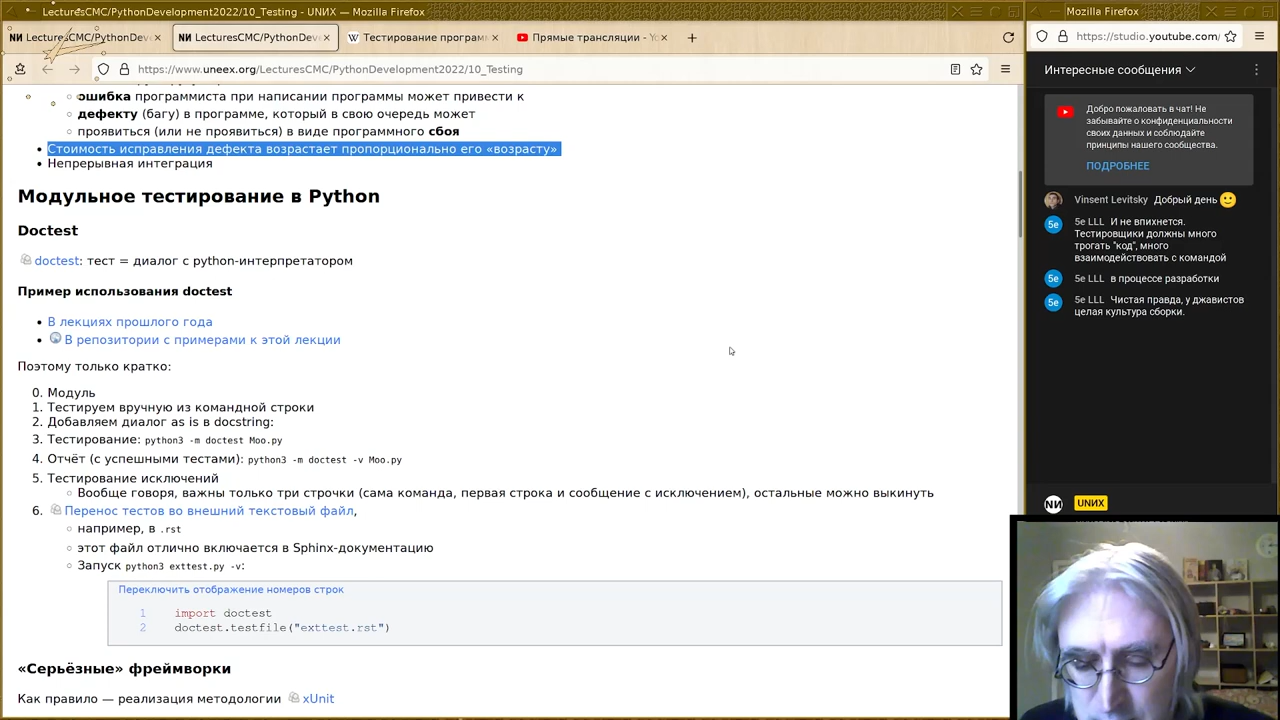 LecturesCMC/PythonDevelopment2022/10_Testing - UNИX — Mozilla Firefox
LecturesCMC/PythonDeve
LecturesCMC/PythonDeve
Тестирование програм
Прямые трансляции - Yo
https://www.uneex.org/LecturesCMC/PythonDevelopment2022/10_Testing
ошибка программиста при написании программы может привести к
дефекту (багу) в программе, который в свою очередь может
проявиться (или не проявиться) в виде программного сбоя
Стоимость исправления дефекта возрастает пропорционально его «возрасту»
Непрерывная интеграция
Модульное тестирование в Python
Doctest
doctest: тест = диалог с python-интерпретатором
Пример использования doctest
В лекциях прошлого года
В репозитории с примерами к этой лекции
Поэтому только кратко:
0. Модуль
1. Тестируем вручную из командной строки
2. Добавляем диалог as is в docstring:
3. Тестирование: python3 -m doctest Moo.py
4. Отчёт (с успешными тестами): python3 -m doctest -v Moo.py
5. Тестирование исключений
Вообще говоря, важны только три строчки (сама команда, первая строка и сообщение с исключением), остальные можно выкинуть
6. Перенос тестов во внешний текстовый файл,
например, в .rst
этот файл отлично включается в Sphinx-документацию
Запуск python3 exttest.py -v:
Переключить отображение номеров строк
1 import doctest
2 doctest.testfile("exttest.rst")
«Серьёзные» фреймворки
Как правило — реализация методологии xUnit
Mozilla Firefox
https://studio.youtube.com/
Интересные сообщения
Добро пожаловать в чат! Не
забывайте о конфиденциальности
своих данных и соблюдайте
принципы нашего сообщества.
ПОДРОБНЕЕ
Vinsent Levitsky Добрый день
5e 5e LLL И не впихнется.
Тестировщики должны много
трогать "код", много
взаимодействовать с командой
5e 5e LLL в процессе разработки
5e 5e LLL Чистая правда, у джавистов
целая культура сборки.
NИ UNИX